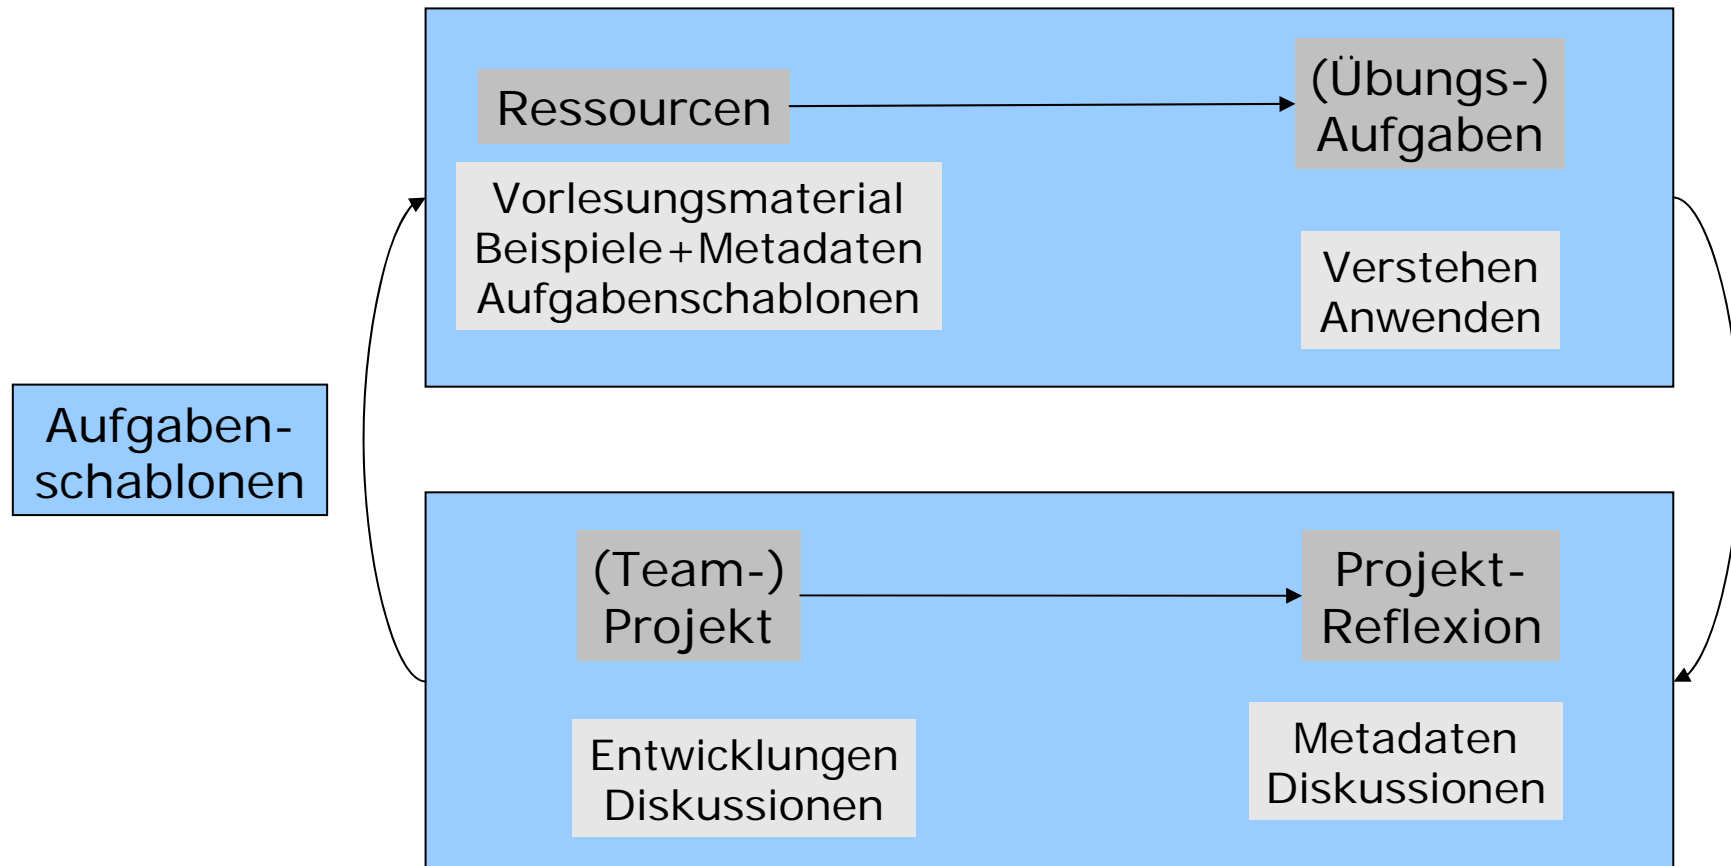 Ressourcen
(Übungs-)
Aufgaben
Vorlesungsmaterial
Beispiele+Metadaten
Aufgabenschablonen
Verstehen
Anwenden
Aufgaben-
schablonen
(Team-)
Projekt
Projekt-
Reflexion
Entwicklungen
Diskussionen
Metadaten
Diskussionen